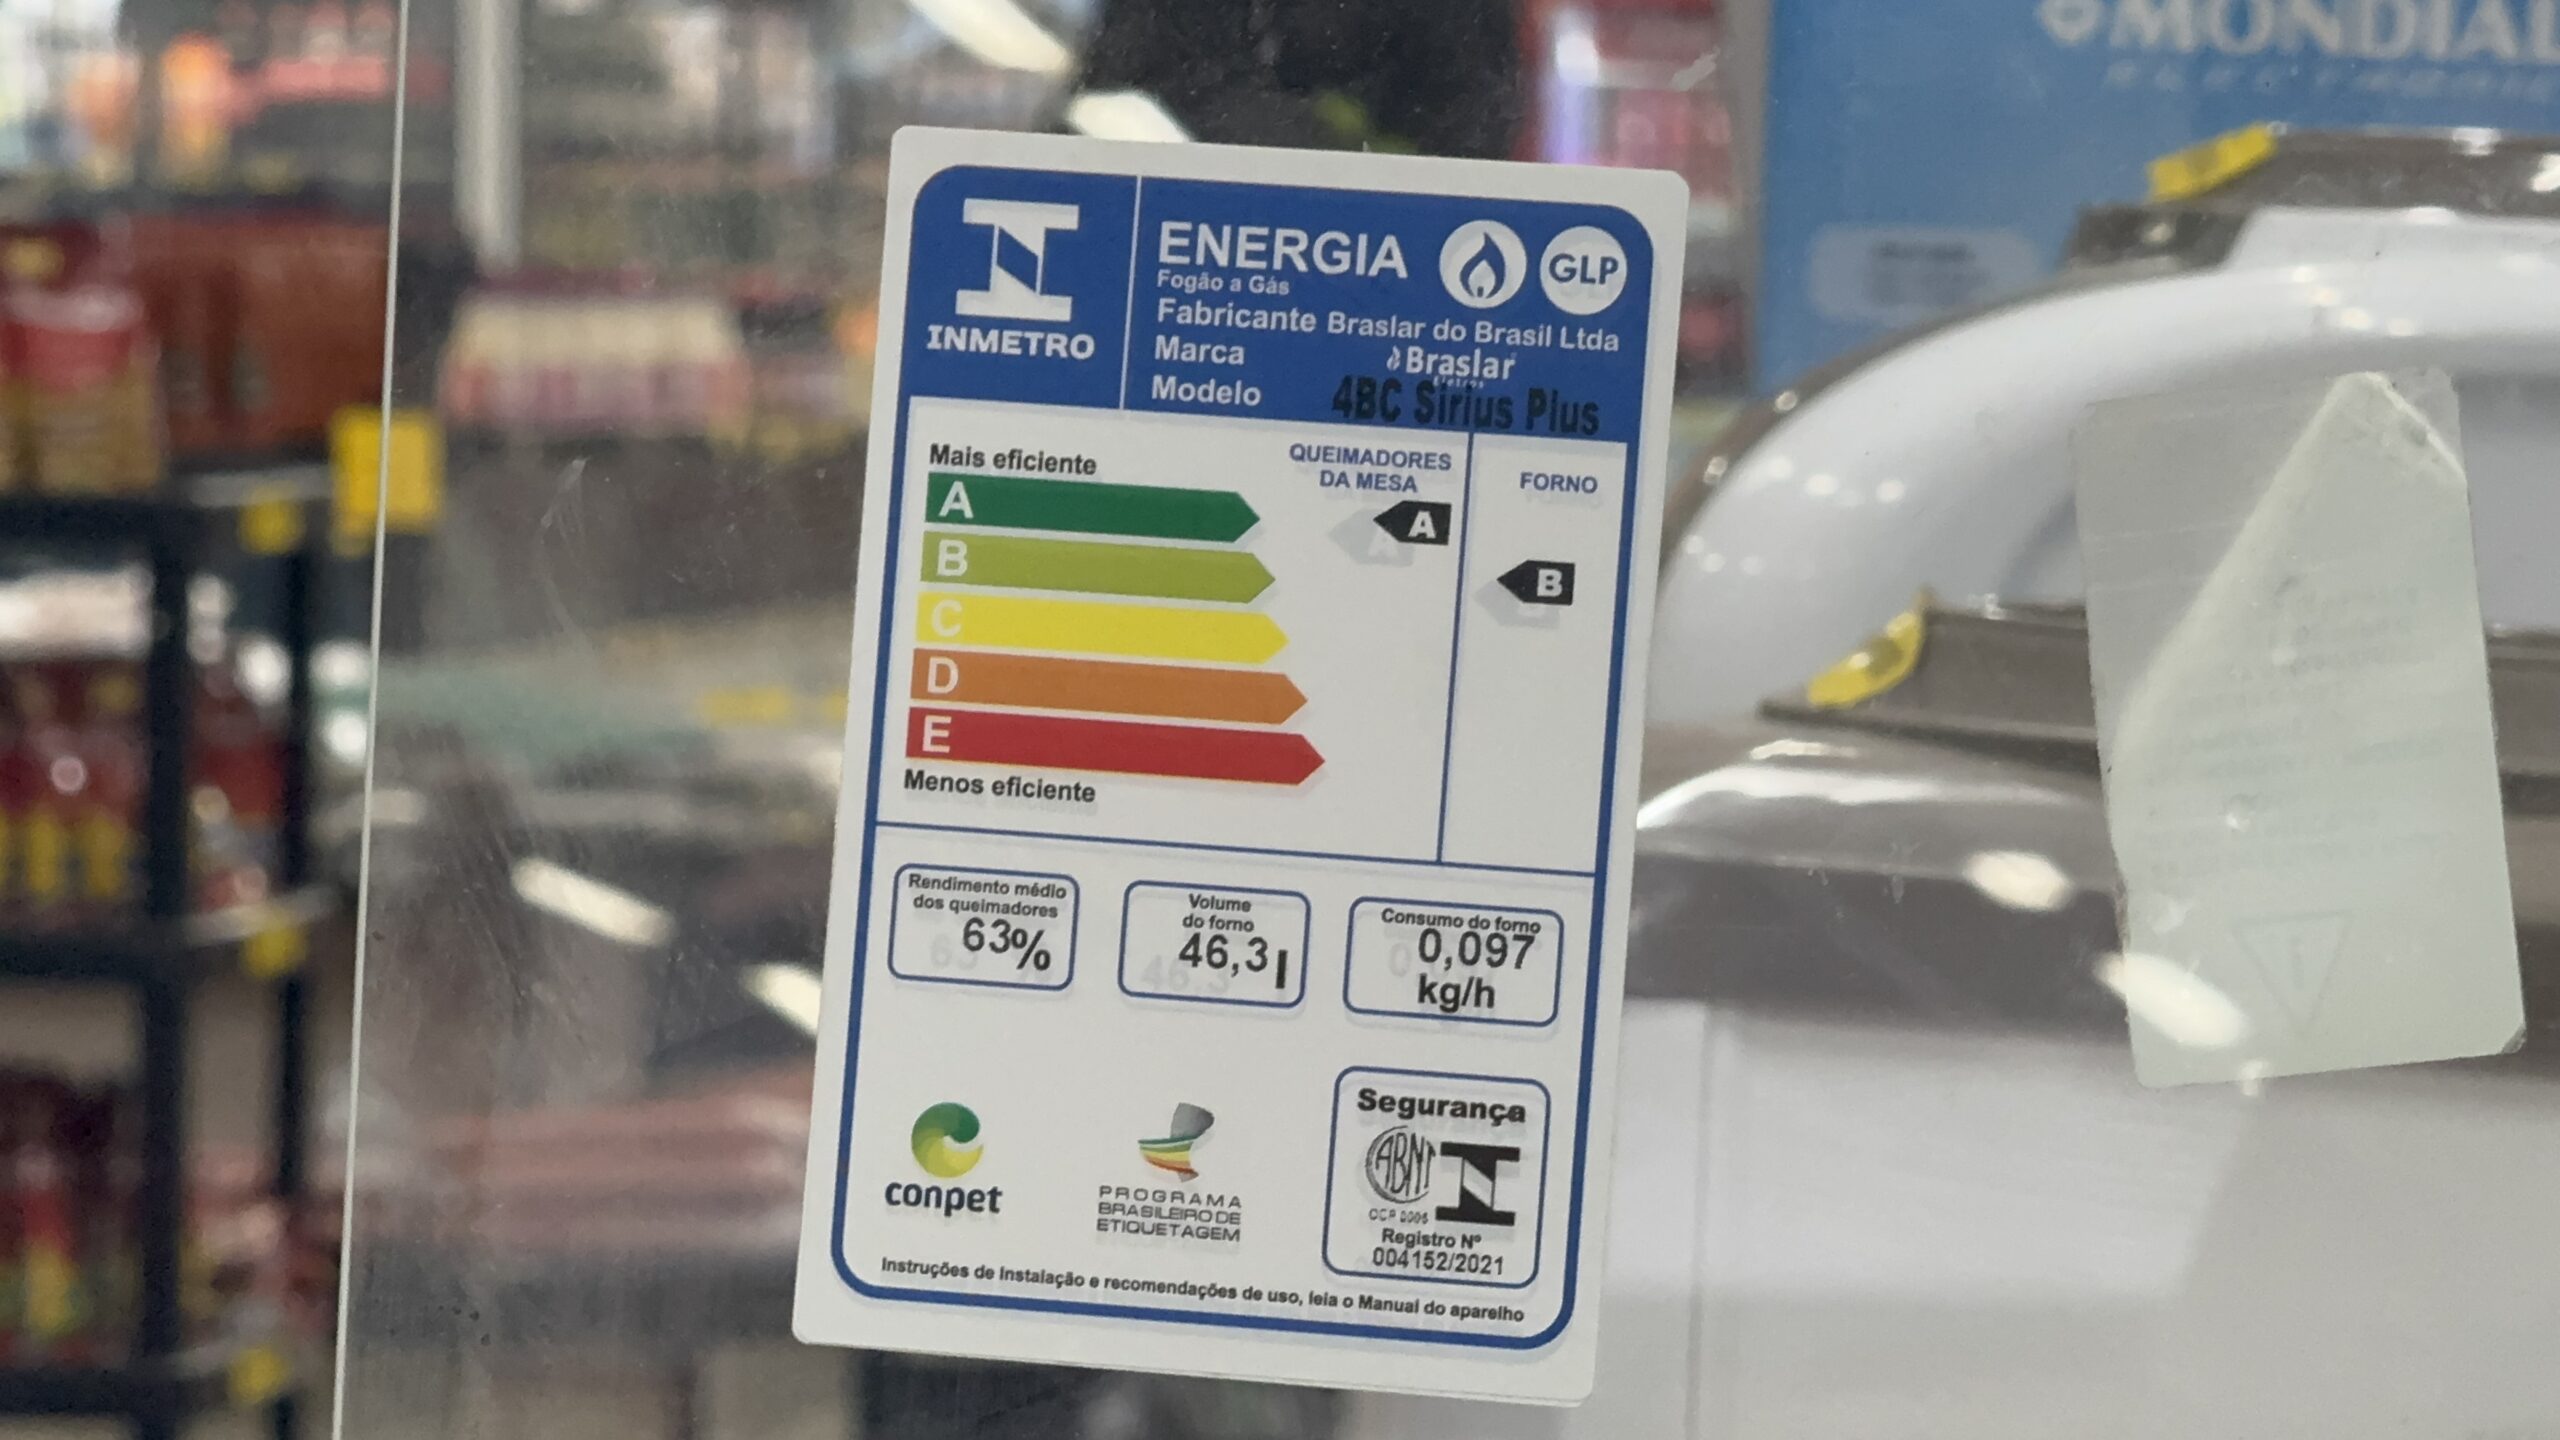 MONDIAL
INMETRO
ENERGIA
GLP
Fogão a Gás
Fabricante Braslar do Brasil Ltda
Marca Braslar
Eletros
Modelo 4BC Sirius Plus
Mais eficiente
QUEIMADORES
DA MESA
FORNO
A
A
B
B
C
D
E
Menos eficiente
Rendimento médio
dos queimadores
63%
Volume
do forno
46,3 l
Consumo do forno
0,097
kg/h
conpet
PROGRAMA
BRASILEIRO DE
ETIQUETAGEM
Segurança
ABNT
OCP 0005
Registro Nº
004152/2021
Instruções de Instalação e recomendações de uso, leia o Manual do aparelho